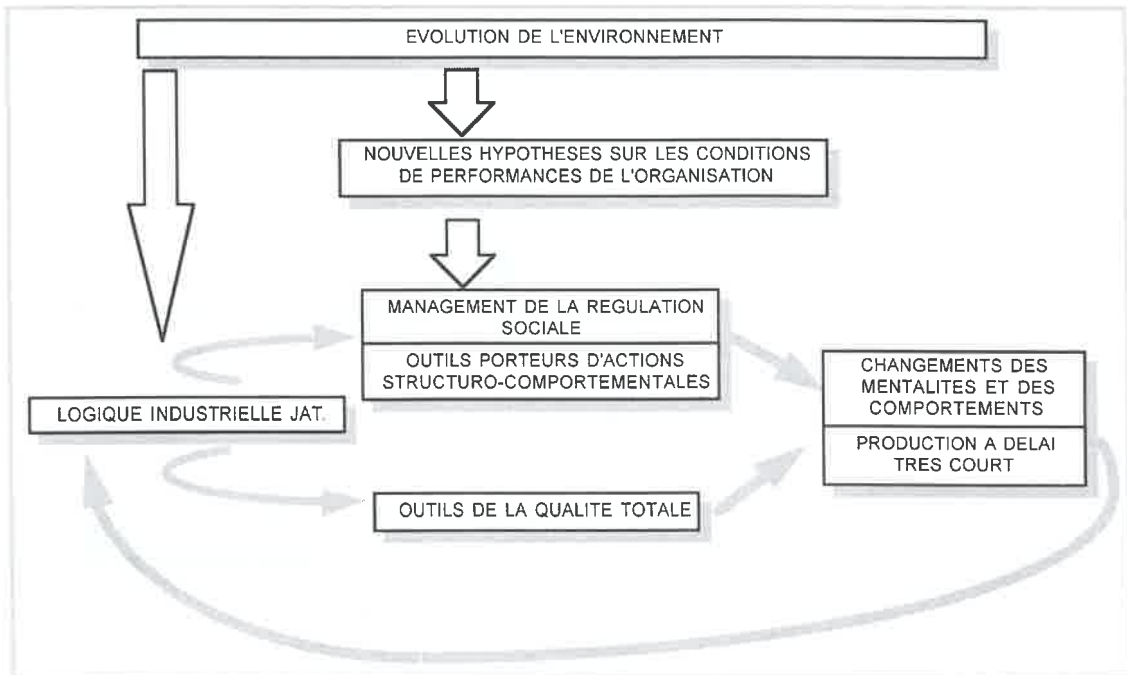 EVOLUTION DE L'ENVIRONNEMENT
NOUVELLES HYPOTHESES SUR LES CONDITIONS
DE PERFORMANCES DE L'ORGANISATION
MANAGEMENT DE LA REGULATION
SOCIALE
OUTILS PORTEURS D'ACTIONS
STRUCTURO-COMPORTEMENTALES
CHANGEMENTS DES
MENTALITES ET DES
COMPORTEMENTS
LOGIQUE INDUSTRIELLE JAT.
PRODUCTION A DELAI
TRES COURT
OUTILS DE LA QUALITE TOTALE